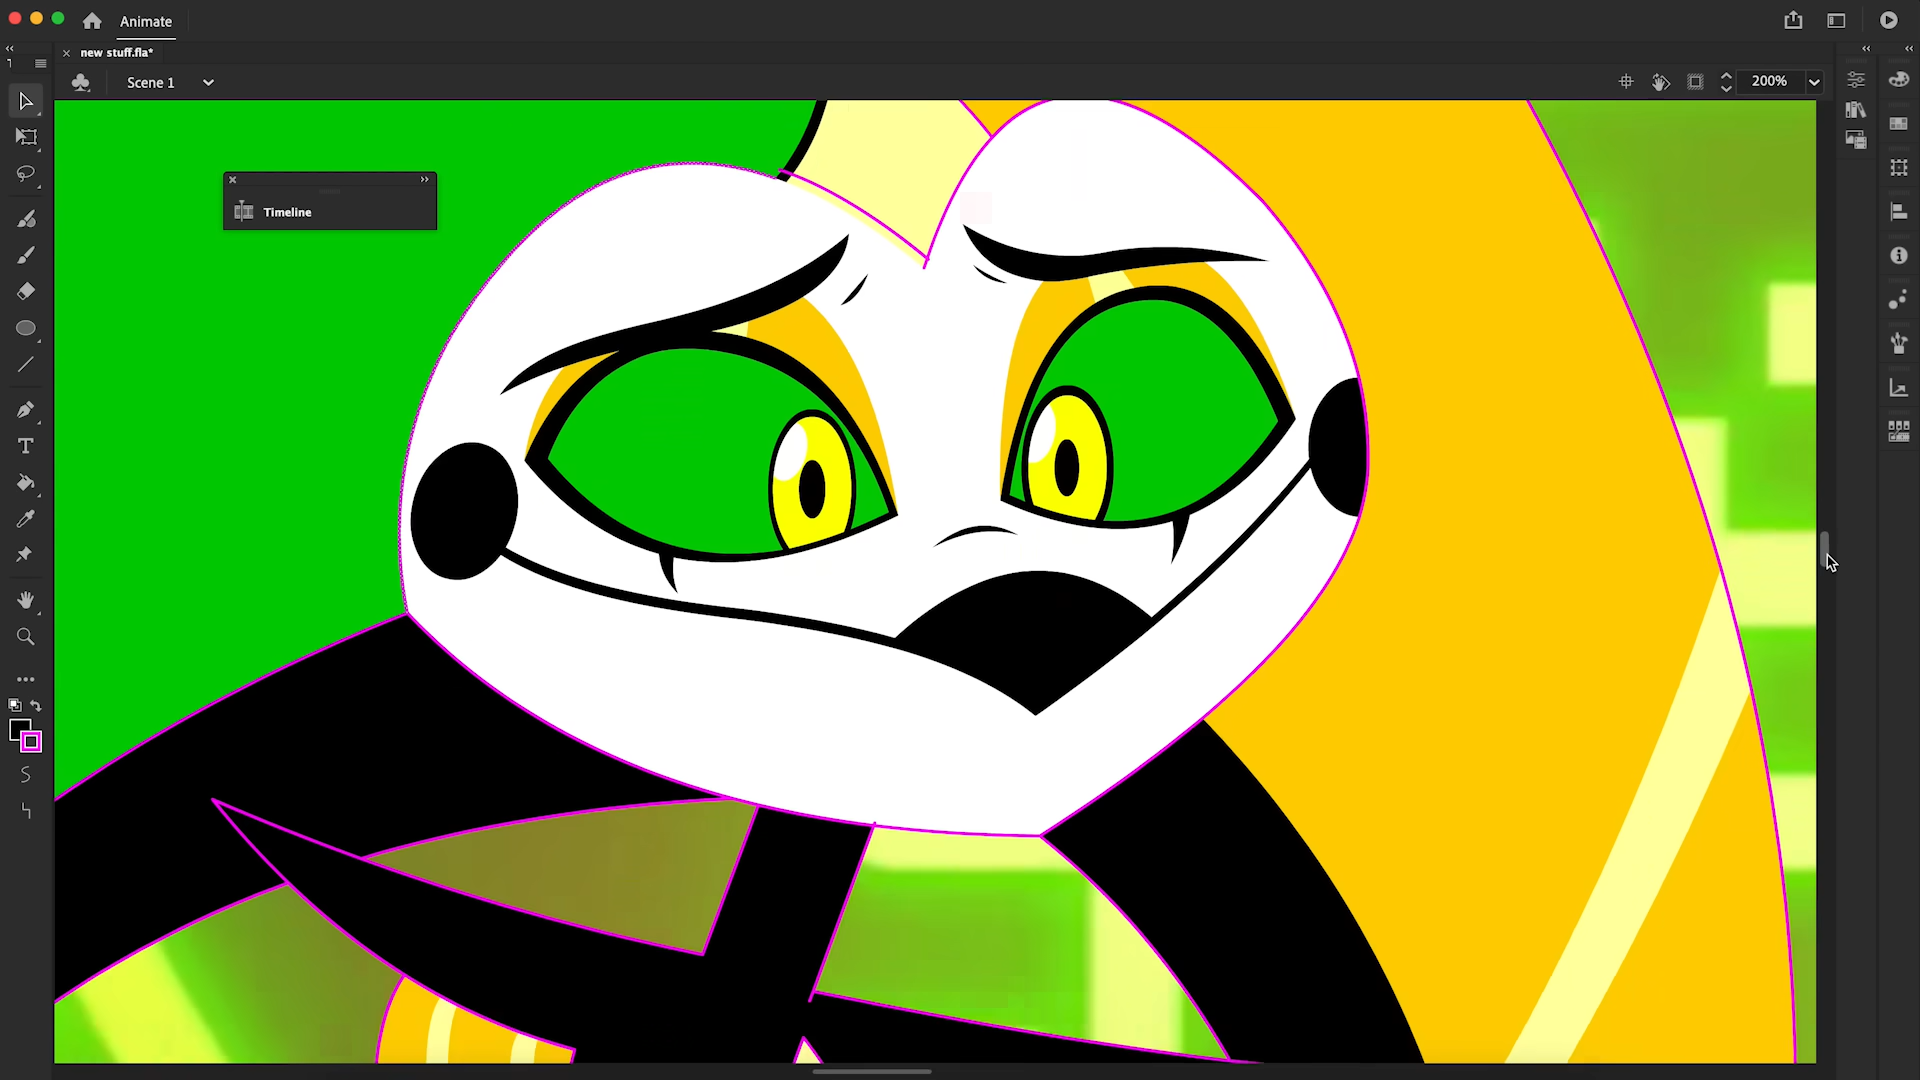 Animate
new stuff.fla*
Scene 1
200%
Timeline